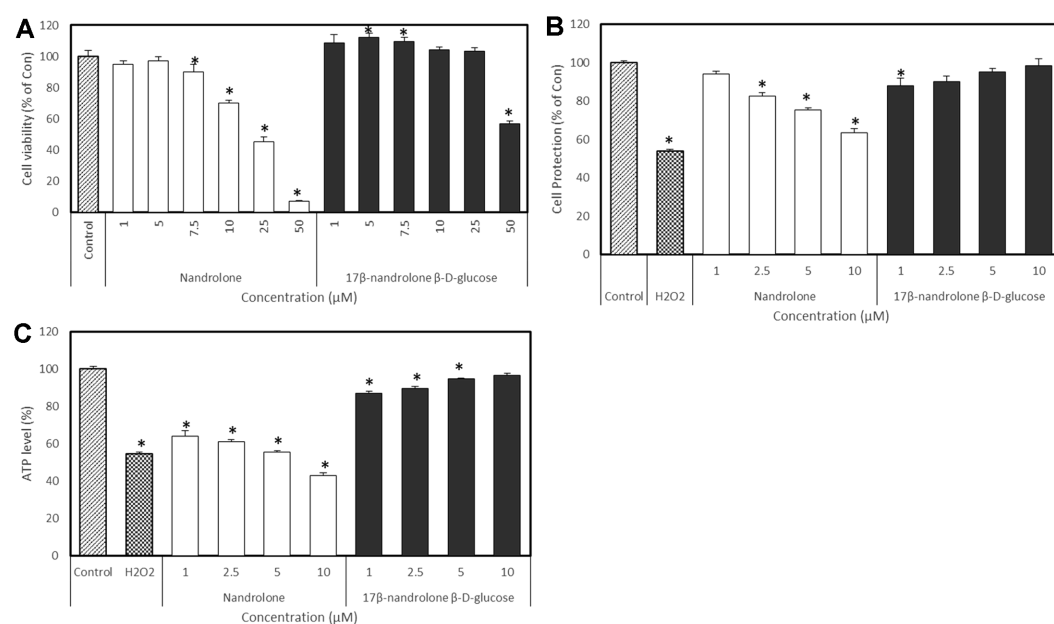 A
Cell viability (% of Con)
120
100
80
60
40
20
0
* * * * * * * *
Control 1 5 7.5 10 25 50 1 5 7.5 10 25 50
Nandrolone 17β-nandrolone β-D-glucose
Concentration (μM)
B
Cell Protection (% of Con)
120
100
80
60
40
20
0
* * * * *
1 2.5 5 10 1 2.5 5 10
Control H2O2 Nandrolone 17β-nandrolone β-D-glucose
Concentration (μM)
C
ATP level (%)
120
100
80
60
40
20
0
* * * * * * * *
Control H2O2 1 2.5 5 10 1 2.5 5 10
Nandrolone 17β-nandrolone β-D-glucose
Concentration (μM)